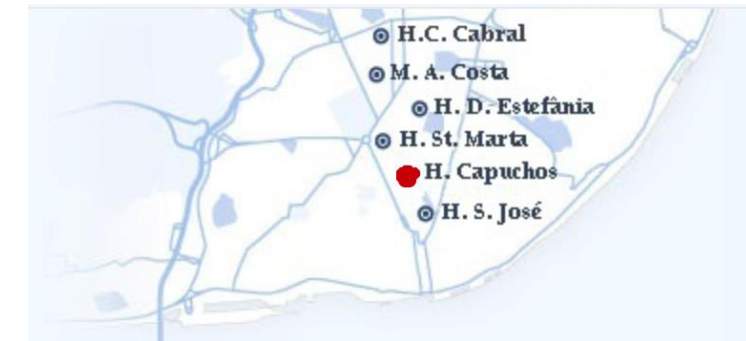 H.C. Cabral
M. A. Costa
H. D. Estefânia
H. St. Marta
H. Capuchos
H. S. José